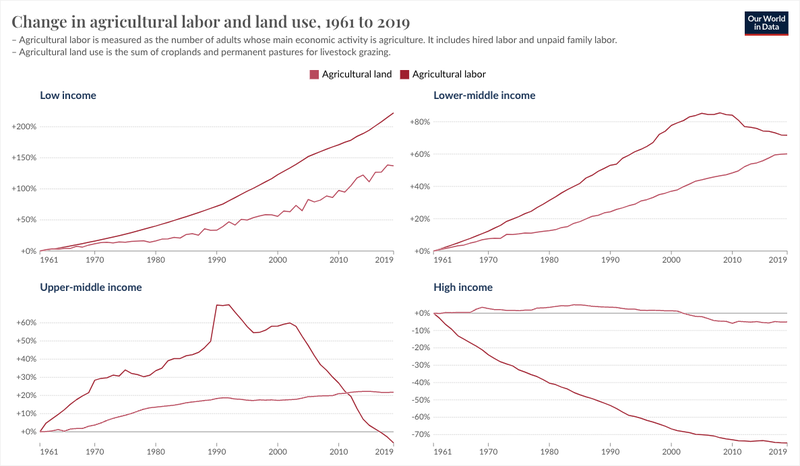 Change in agricultural labor and land use, 1961 to 2019
Our World
in Data
– Agricultural labor is measured as the number of adults whose main economic activity is agriculture. It includes hired labor and unpaid family labor.
– Agricultural land use is the sum of croplands and permanent pastures for livestock grazing.
Agricultural land
Agricultural labor
Low income
+200%
+150%
+100%
+50%
+0%
1961 1970 1980 1990 2000 2010 2019
Lower-middle income
+80%
+60%
+40%
+20%
+0%
1961 1970 1980 1990 2000 2010 2019
Upper-middle income
+60%
+50%
+40%
+30%
+20%
+10%
+0%
1961 1970 1980 1990 2000 2010 2019
High income
+0%
-10%
-20%
-30%
-40%
-50%
-60%
-70%
1961 1970 1980 1990 2000 2010 2019